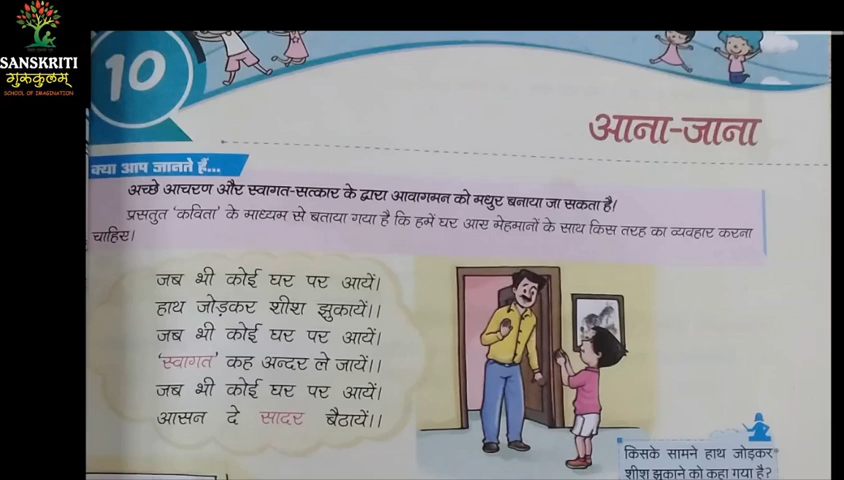 SANSKRITI
गुरुकुलम्
SCHOOL OF IMAGINATION
10
आना-जाना
क्या आप जानते हैं...
अच्छे आचरण और स्वागत-सत्कार के द्वारा आवागमन को मधुर बनाया जा सकता है।
प्रसतुत 'कविता' के माध्यम से बताया गया है कि हमें घर आए मेहमानों के साथ किस तरह का व्यवहार करना
चाहिए।
जब भी कोई घर पर आयें।
हाथ जोड़कर शीश झुकायें।।
जब भी कोई घर पर आयें।
'स्वागत' कह अन्दर ले जायें।।
जब भी कोई घर पर आयें।
आसन दे सादर बैठायें।।
किसके सामने हाथ जोड़कर
शीश झुकाने को कहा गया है?